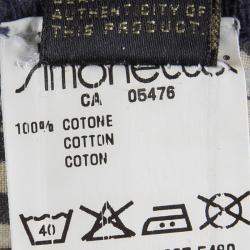 AUTHENTICITY OF
THIS PRODUCT.
Simonetta
CA 05476
100% COTONE
COTTON
COTON
40